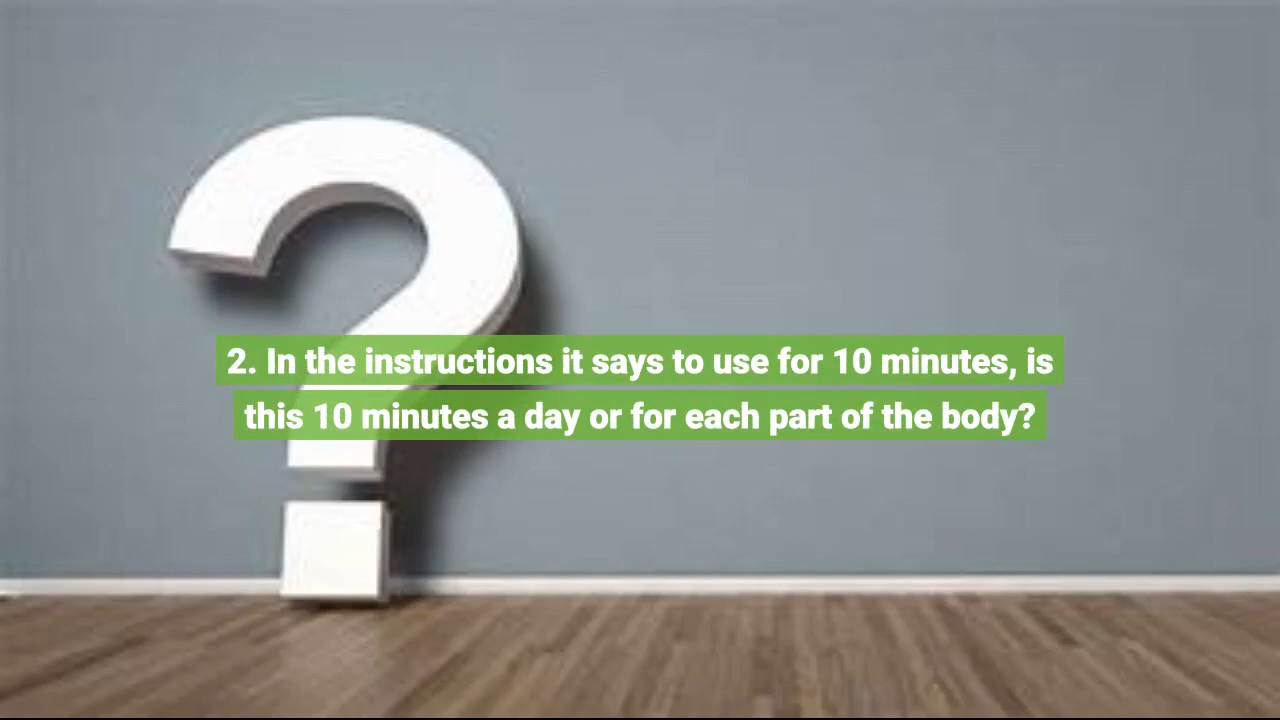 2. In the instructions it says to use for 10 minutes, is
this 10 minutes a day or for each part of the body?